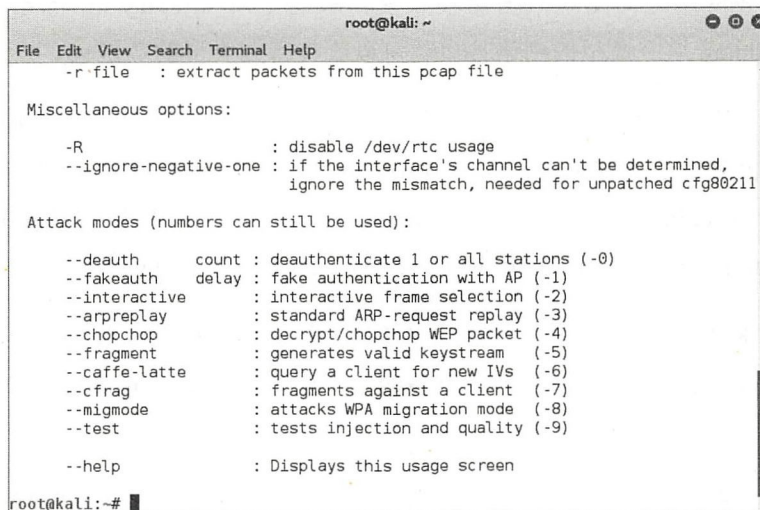 root@kali: ~
File Edit View Search Terminal Help
-r file : extract packets from this pcap file
Miscellaneous options:
-R : disable /dev/rtc usage
--ignore-negative-one : if the interface's channel can't be determined,
ignore the mismatch, needed for unpatched cfg80211
Attack modes (numbers can still be used):
--deauth count : deauthenticate 1 or all stations (-0)
--fakeauth delay : fake authentication with AP (-1)
--interactive : interactive frame selection (-2)
--arpreplay : standard ARP-request replay (-3)
--chopchop : decrypt/chopchop WEP packet (-4)
--fragment : generates valid keystream (-5)
--caffe-latte : query a client for new IVs (-6)
--cfrag : fragments against a client (-7)
--migmode : attacks WPA migration mode (-8)
--test : tests injection and quality (-9)
--help : Displays this usage screen
root@kali:~#